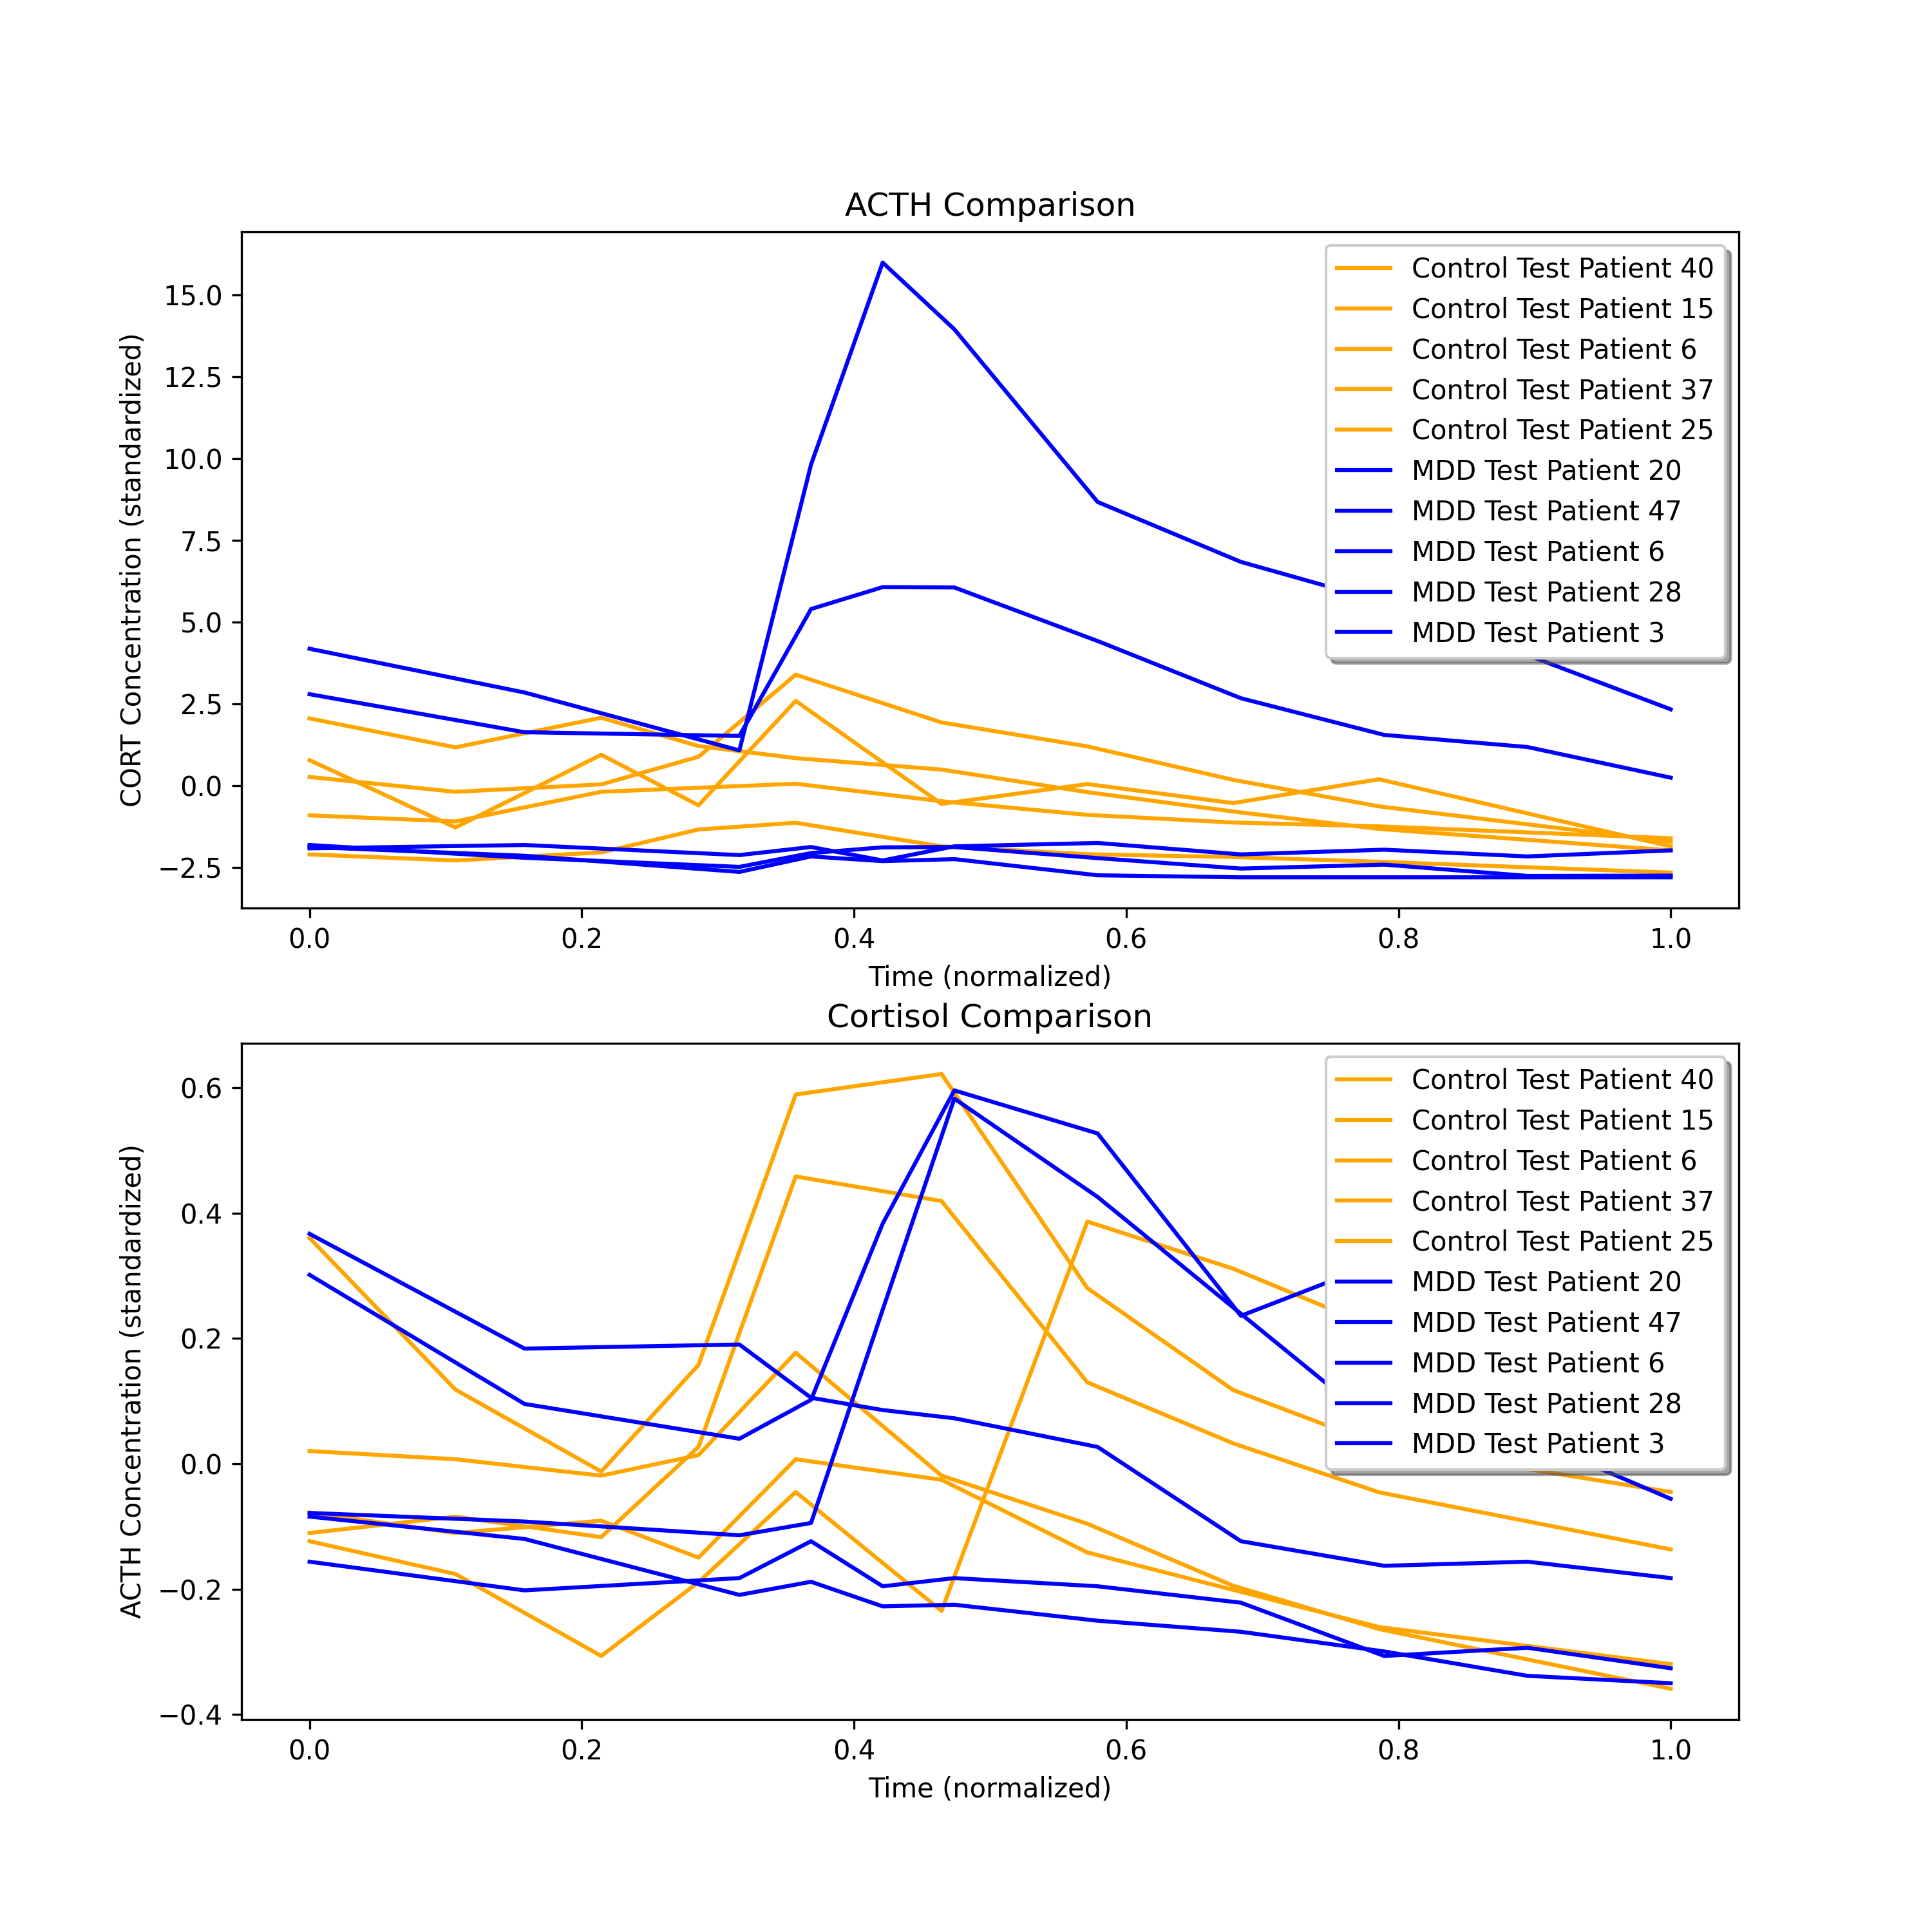 ACTH Comparison
CORT Concentration (standardized)
15.0
12.5
10.0
7.5
5.0
2.5
0.0
−2.5
Control Test Patient 40
Control Test Patient 15
Control Test Patient 6
Control Test Patient 37
Control Test Patient 25
MDD Test Patient 20
MDD Test Patient 47
MDD Test Patient 6
MDD Test Patient 28
MDD Test Patient 3
0.0 0.2 0.4 0.6 0.8 1.0
Time (normalized)
Cortisol Comparison
ACTH Concentration (standardized)
0.6
0.4
0.2
0.0
−0.2
−0.4
Control Test Patient 40
Control Test Patient 15
Control Test Patient 6
Control Test Patient 37
Control Test Patient 25
MDD Test Patient 20
MDD Test Patient 47
MDD Test Patient 6
MDD Test Patient 28
MDD Test Patient 3
0.0 0.2 0.4 0.6 0.8 1.0
Time (normalized)